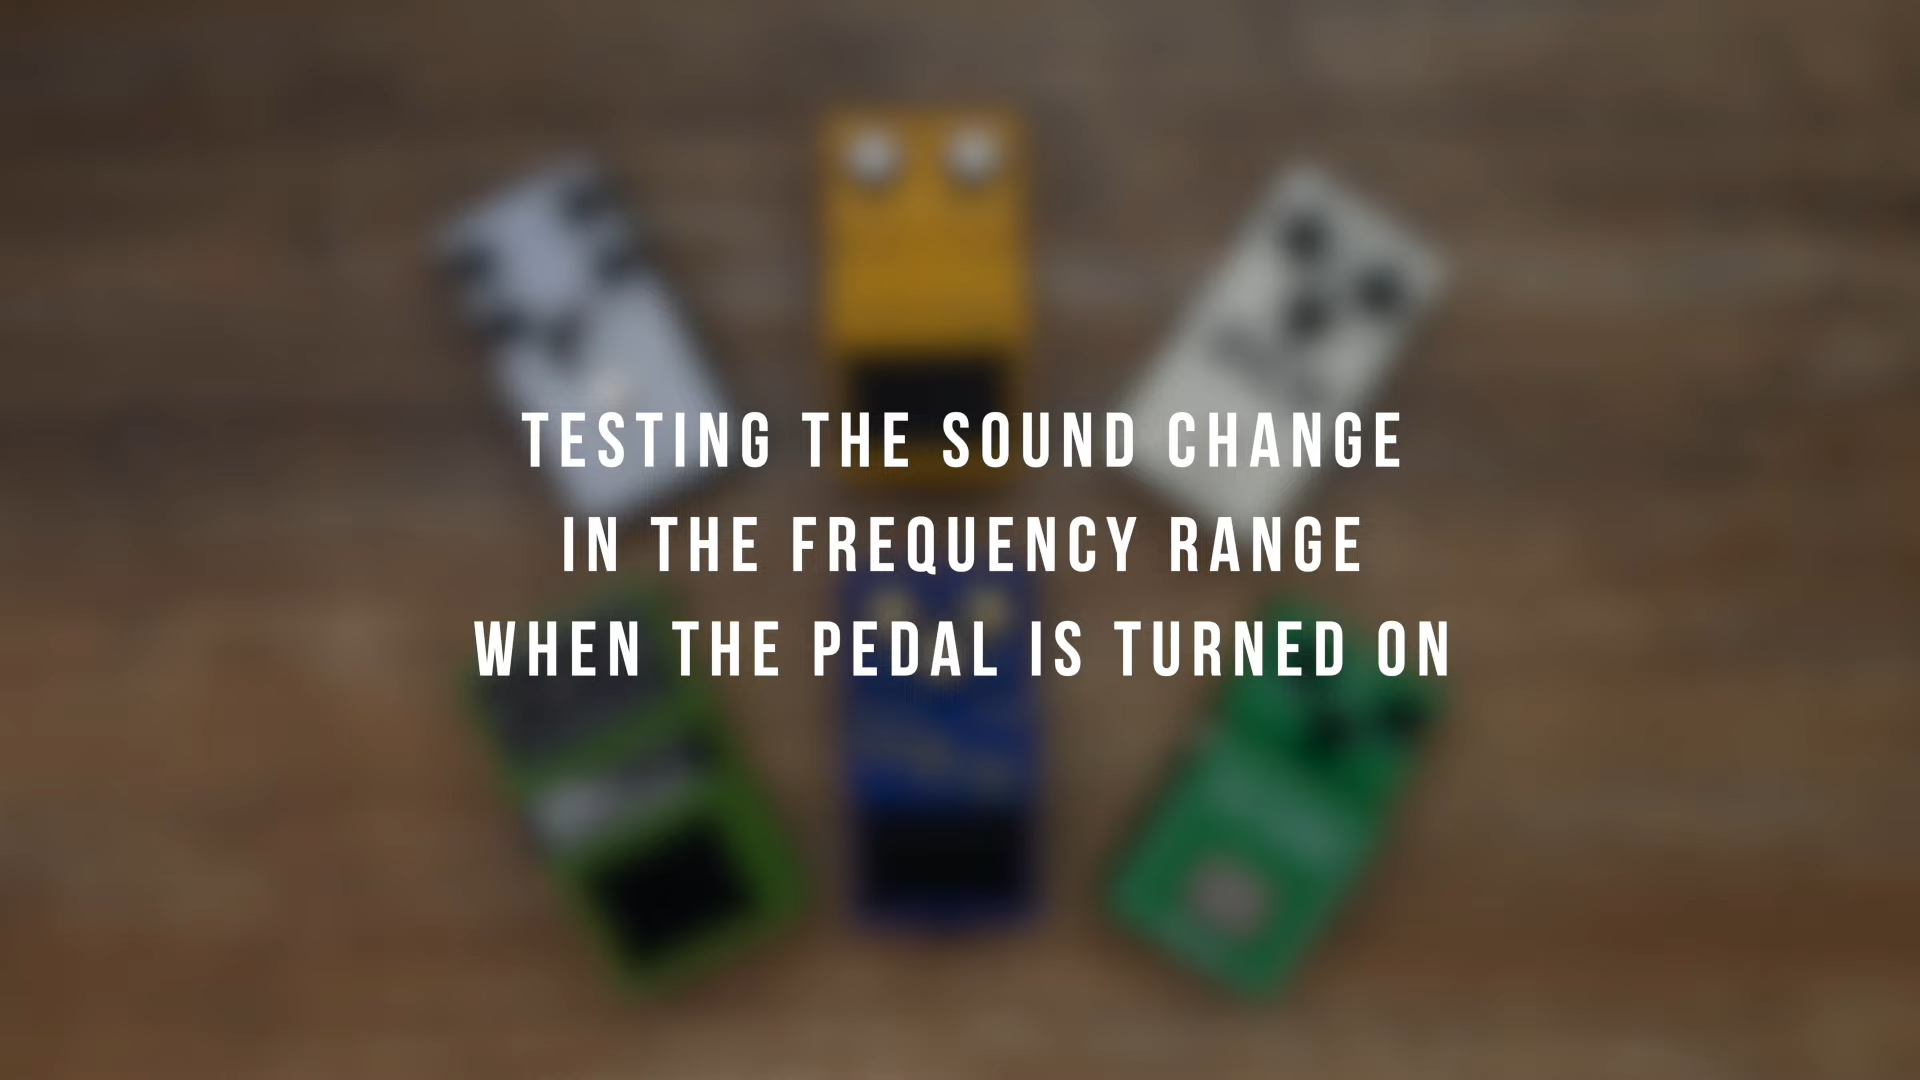 TESTING THE SOUND CHANGE
IN THE FREQUENCY RANGE
WHEN THE PEDAL IS TURNED ON